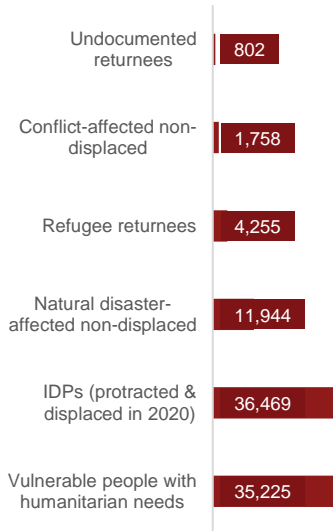 Undocumented
returnees
802
Conflict-affected non-
displaced
1,758
Refugee returnees
4,255
Natural disaster-
affected non-displaced
11,944
IDPs (protracted &
displaced in 2020)
36,469
Vulnerable people with
humanitarian needs
35,225